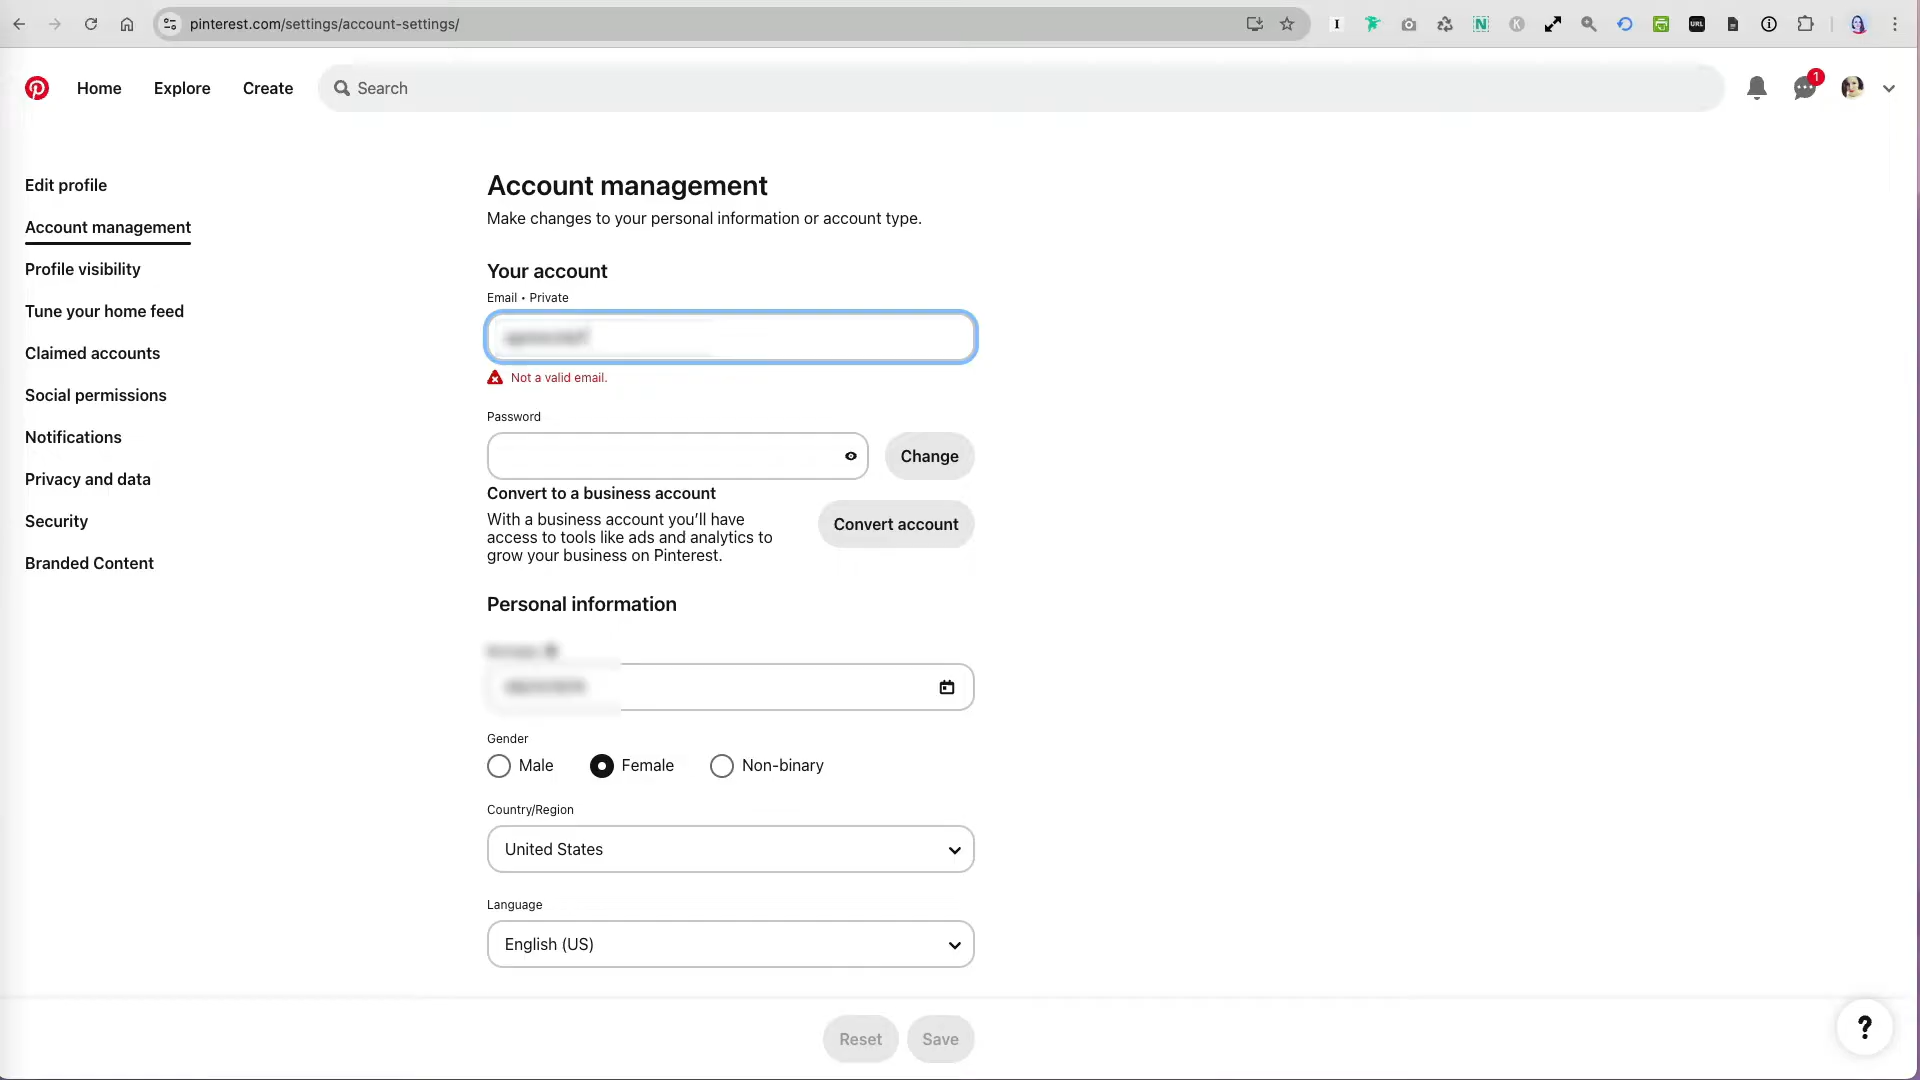 pinterest.com/settings/account-settings/
Home
Explore
Create
Search
1
Edit profile
Account management
Profile visibility
Tune your home feed
Claimed accounts
Social permissions
Notifications
Privacy and data
Security
Branded Content
Account management
Make changes to your personal information or account type.
Your account
Email • Private
Not a valid email.
Password
Change
Convert to a business account
With a business account you’ll have
access to tools like ads and analytics to
grow your business on Pinterest.
Convert account
Personal information
Gender
Male
Female
Non-binary
Country/Region
United States
Language
English (US)
Reset
Save
?